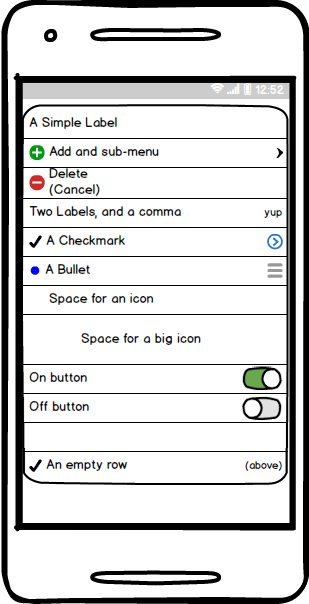 12:52
A Simple Label
Add and sub-menu
Delete
(Cancel)
Two Labels, and a comma yup
A Checkmark
A Bullet
Space for an icon
Space for a big icon
On button
Off button
An empty row (above)